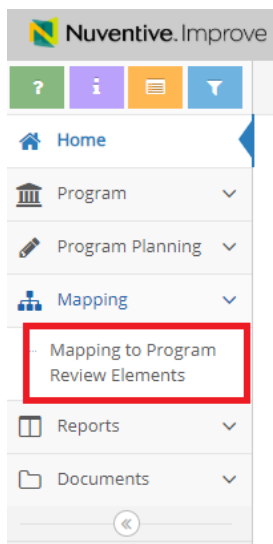 Nuventive.Improve
? i
Home
Program
Program Planning
Mapping
Mapping to Program
Review Elements
Reports
Documents